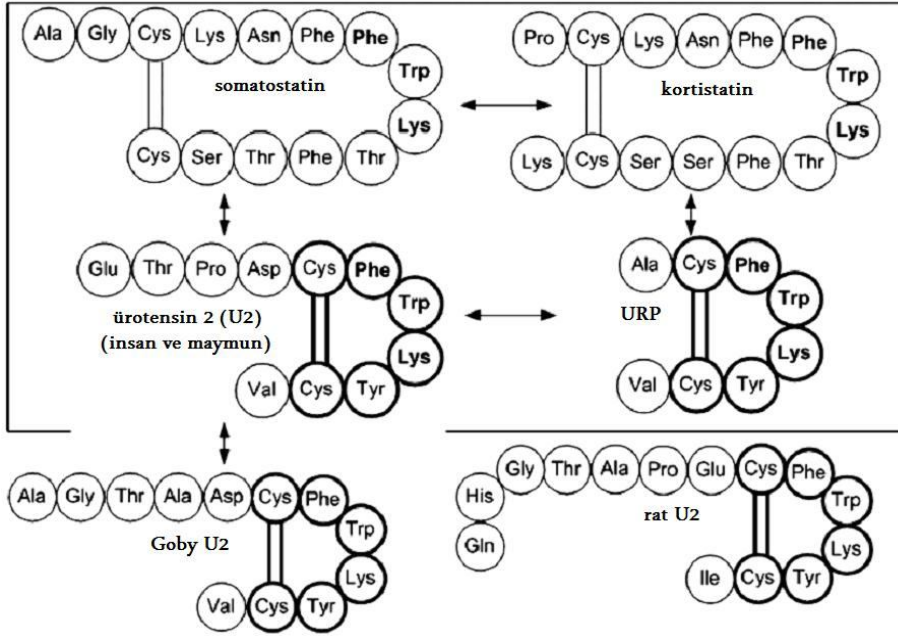 Ala Gly Cys Lys Asn Phe Phe Trp Lys Thr Phe Thr Ser Cys
somatostatin
Pro Cys Lys Asn Phe Phe Trp Lys Thr Phe Ser Ser Cys Lys
kortistatin
Glu Thr Pro Asp Cys Phe Trp Lys Tyr Cys Val
ürotensin 2 (U2)
(insan ve maymun)
Ala Cys Phe Trp Lys Tyr Cys Val
URP
Ala Gly Thr Ala Asp Cys Phe Trp Lys Tyr Cys Val
Goby U2
Gln His Gly Thr Ala Pro Glu Cys Phe Trp Lys Tyr Cys Ile
rat U2